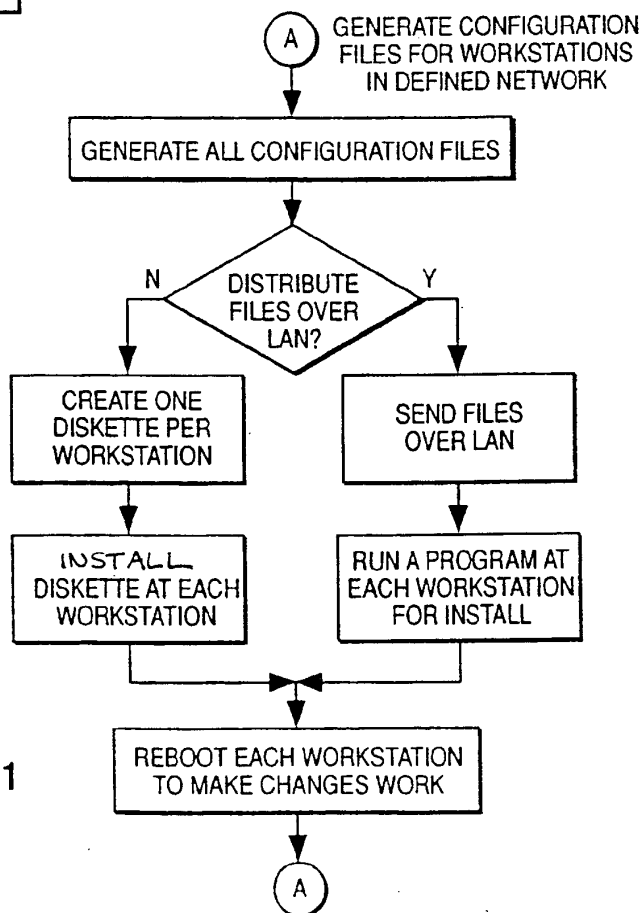 A
GENERATE CONFIGURATION
FILES FOR WORKSTATIONS
IN DEFINED NETWORK
GENERATE ALL CONFIGURATION FILES
DISTRIBUTE
FILES OVER
LAN?
N
Y
CREATE ONE
DISKETTE PER
WORKSTATION
SEND FILES
OVER LAN
INSTALL
DISKETTE AT EACH
WORKSTATION
RUN A PROGRAM AT
EACH WORKSTATION
FOR INSTALL
REBOOT EACH WORKSTATION
TO MAKE CHANGES WORK
1
A